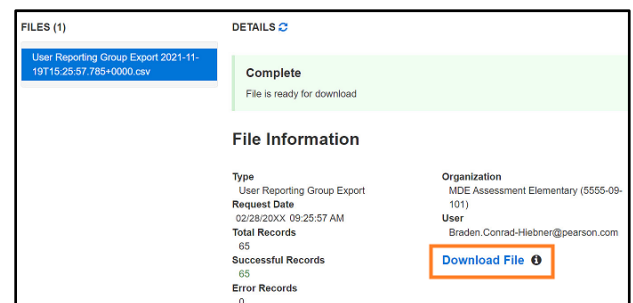 FILES (1)
User Reporting Group Export 2021-11-
19T15:25:57.785+0000.csv
DETAILS
Complete
File is ready for download
File Information
Type
User Reporting Group Export
Request Date
02/28/20XX 09:25:57 AM
Total Records
65
Successful Records
65
Error Records
0
Organization
MDE Assessment Elementary (5555-09-
101)
User
Braden.Conrad-Hiebner@pearson.com
Download File